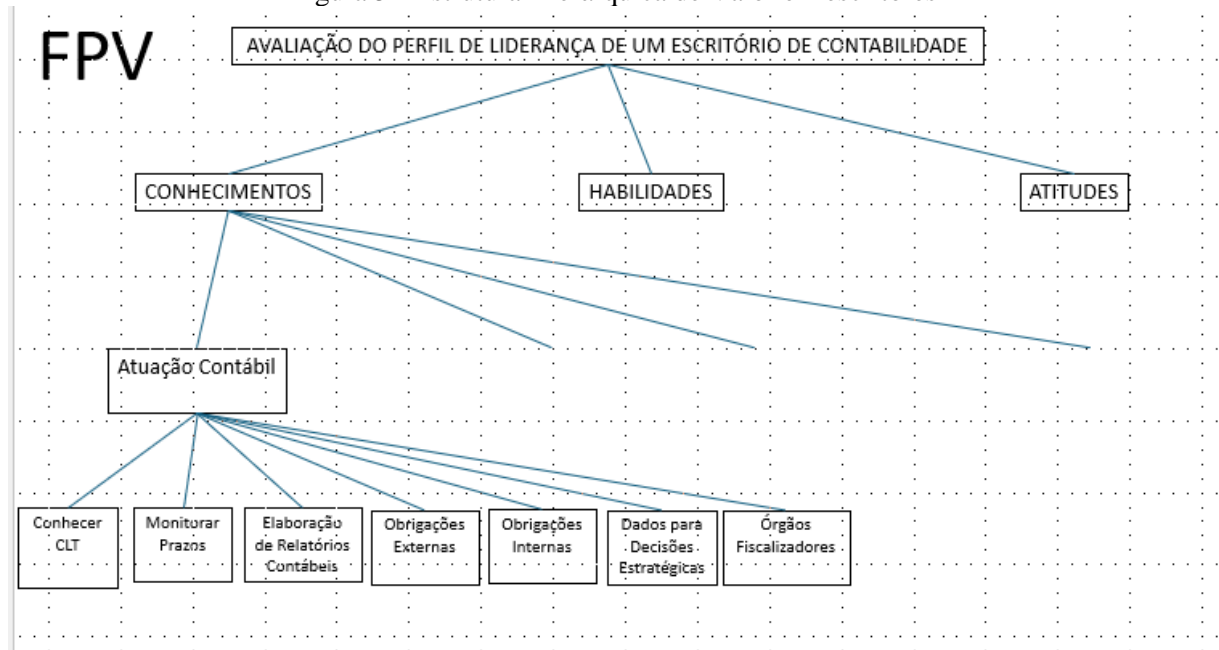 FPV
AVALIAÇÃO DO PERFIL DE LIDERANÇA DE UM ESCRITÓRIO DE CONTABILIDADE
CONHECIMENTOS
HABILIDADES
ATITUDES
Atuação Contábil
Conhecer
CLT
Monitorar
Prazos
Elaboração
de Relatórios
Contábeis
Obrigações
Externas
Obrigações
Internas
Dados para
Decisões
Estratégicas
Órgãos
Fiscalizadores